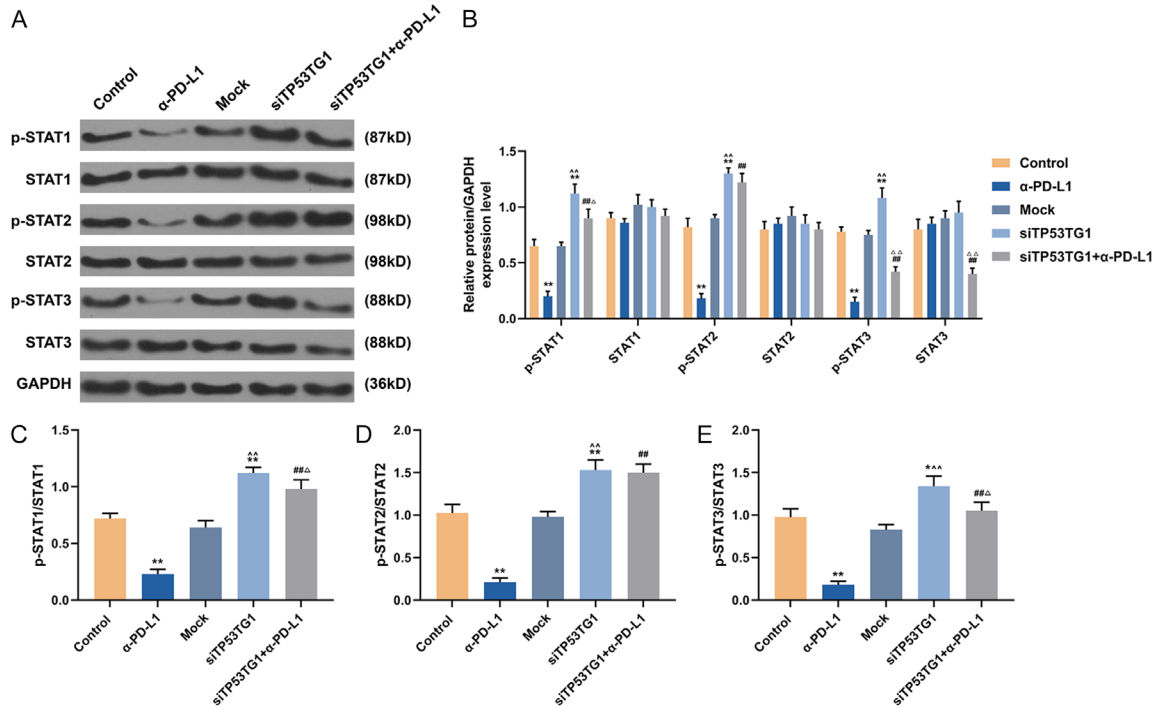 A
Control
α-PD-L1
Mock
siTP53TG1
siTP53TG1+α-PD-L1
p-STAT1 (87kD)
STAT1 (87kD)
p-STAT2 (98kD)
STAT2 (98kD)
p-STAT3 (88kD)
STAT3 (88kD)
GAPDH (36kD)
B
Relative protein/GAPDH
expression level
1.5
1.0
0.5
0.0
**
^^
**
##△
**
^^
**
##
**
^^
**
△△
##
△△
##
p-STAT1
STAT1
p-STAT2
STAT2
p-STAT3
STAT3
Control
α-PD-L1
Mock
siTP53TG1
siTP53TG1+α-PD-L1
C
p-STAT1/STAT1
1.5
1.0
0.5
0.0
**
^^
**
##△
Control
α-PD-L1
Mock
siTP53TG1
siTP53TG1+α-PD-L1
D
p-STAT2/STAT2
2.0
1.5
1.0
0.5
0.0
**
^^
**
##
Control
α-PD-L1
Mock
siTP53TG1
siTP53TG1+α-PD-L1
E
p-STAT3/STAT3
2.0
1.5
1.0
0.5
0.0
**
*^^
##△
Control
α-PD-L1
Mock
siTP53TG1
siTP53TG1+α-PD-L1